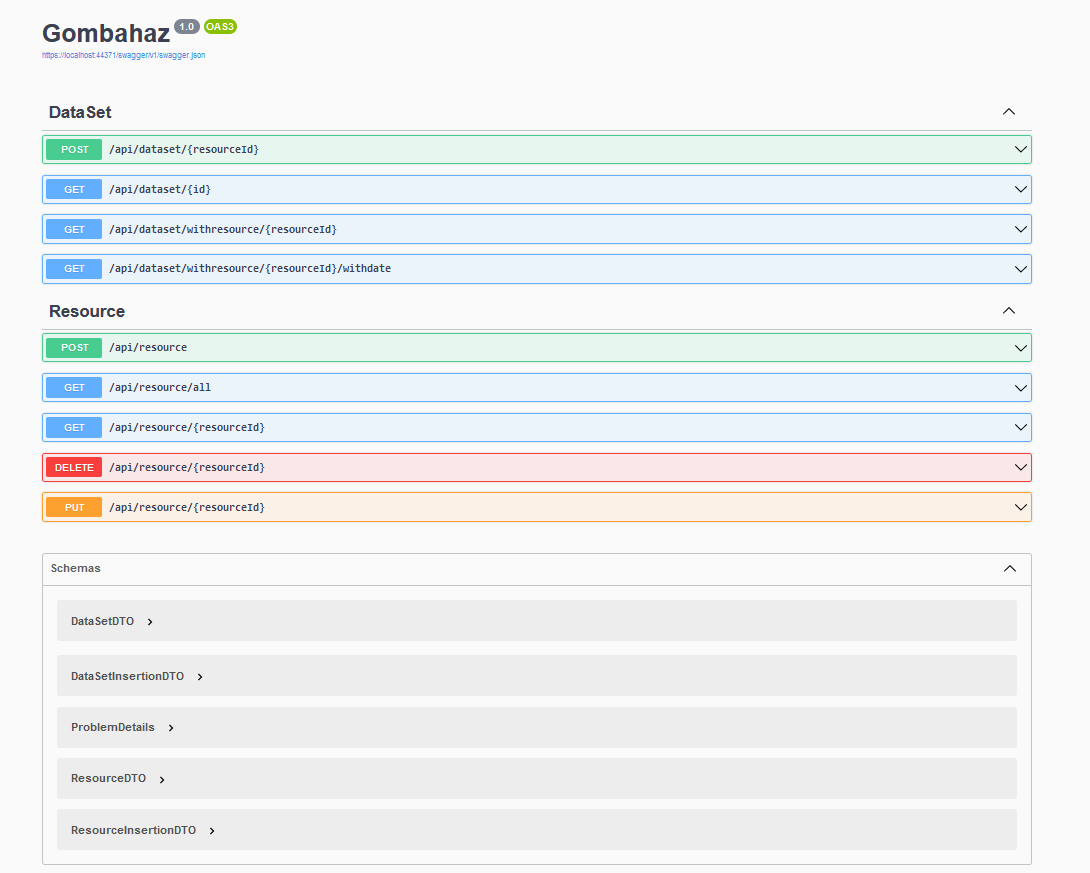 Gombahaz 1.0 OAS3
https://localhost:44371/swagger/v1/swagger.json
DataSet
POST /api/dataset/{resourceId}
GET /api/dataset/{id}
GET /api/dataset/withresource/{resourceId}
GET /api/dataset/withresource/{resourceId}/withdate
Resource
POST /api/resource
GET /api/resource/all
GET /api/resource/{resourceId}
DELETE /api/resource/{resourceId}
PUT /api/resource/{resourceId}
Schemas
DataSetDTO
DataSetInsertionDTO
ProblemDetails
ResourceDTO
ResourceInsertionDTO